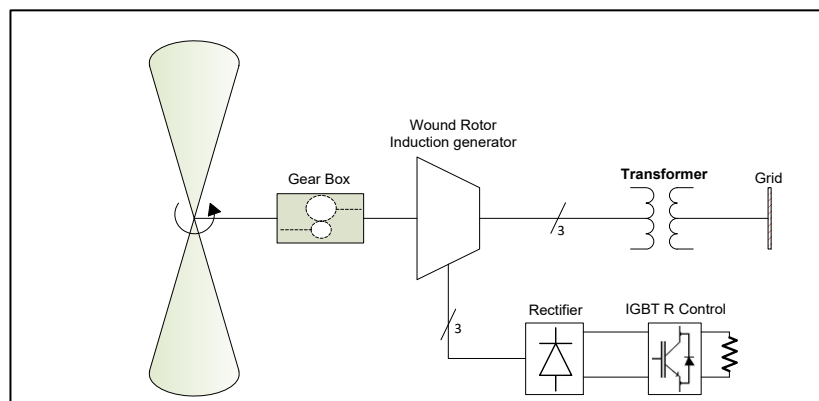 Wound Rotor
Induction generator
Gear Box
Transformer
Grid
3
3
Rectifier
IGBT R Control